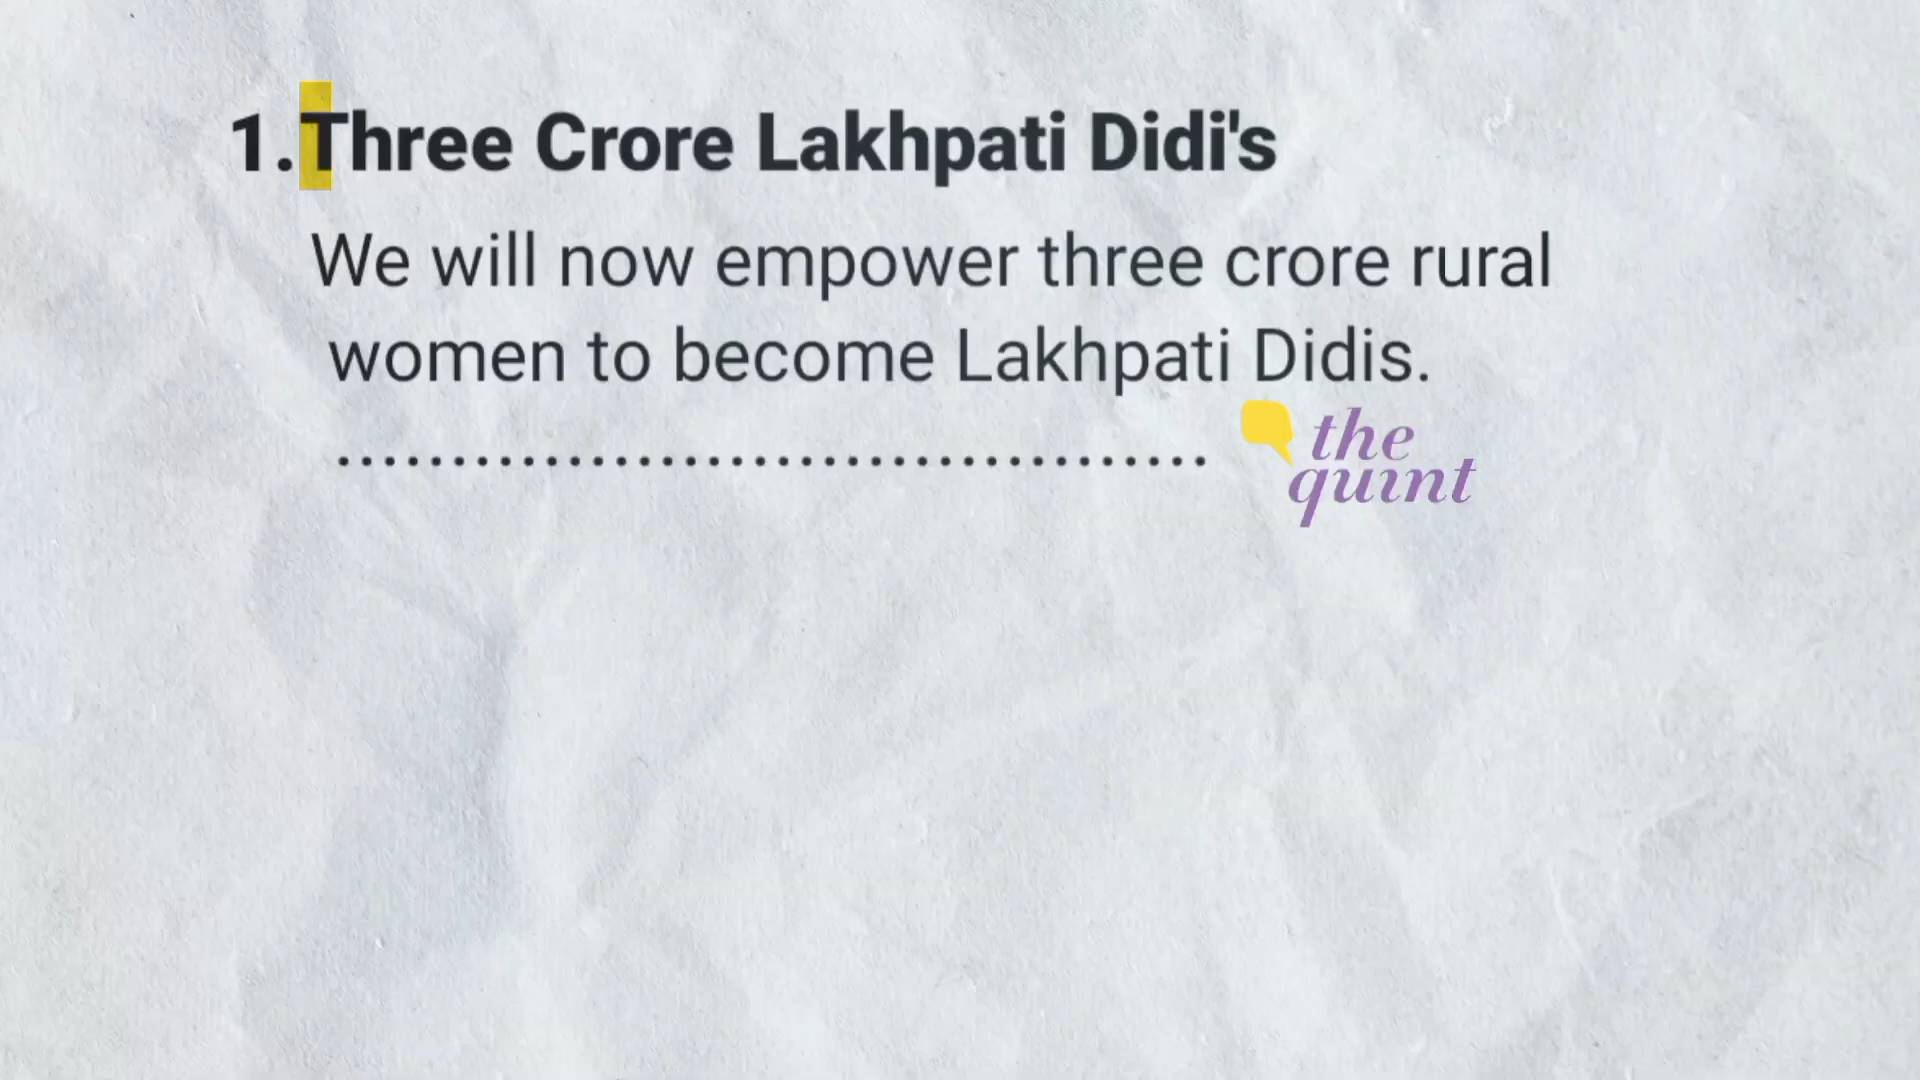 1. Three Crore Lakhpati Didi's
We will now empower three crore rural
women to become Lakhpati Didis.
.....................................
the
quint